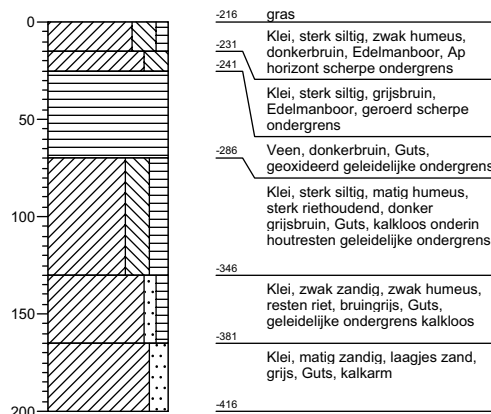 0
50
100
150
200
-216
gras
-231
Klei, sterk siltig, zwak humeus,
donkerbruin, Edelmanboor, Ap
horizont scherpe ondergrens
-241
Klei, sterk siltig, grijsbruin,
Edelmanboor, geroerd scherpe
ondergrens
-286
Veen, donkerbruin, Guts,
geoxideerd geleidelijke ondergrens
Klei, sterk siltig, matig humeus,
sterk riethoudend, donker
grijsbruin, Guts, kalkloos onderin
houtresten geleidelijke ondergrens
-346
Klei, zwak zandig, zwak humeus,
resten riet, bruingrijs, Guts,
geleidelijke ondergrens kalkloos
-381
Klei, matig zandig, laagjes zand,
grijs, Guts, kalkarm
-416